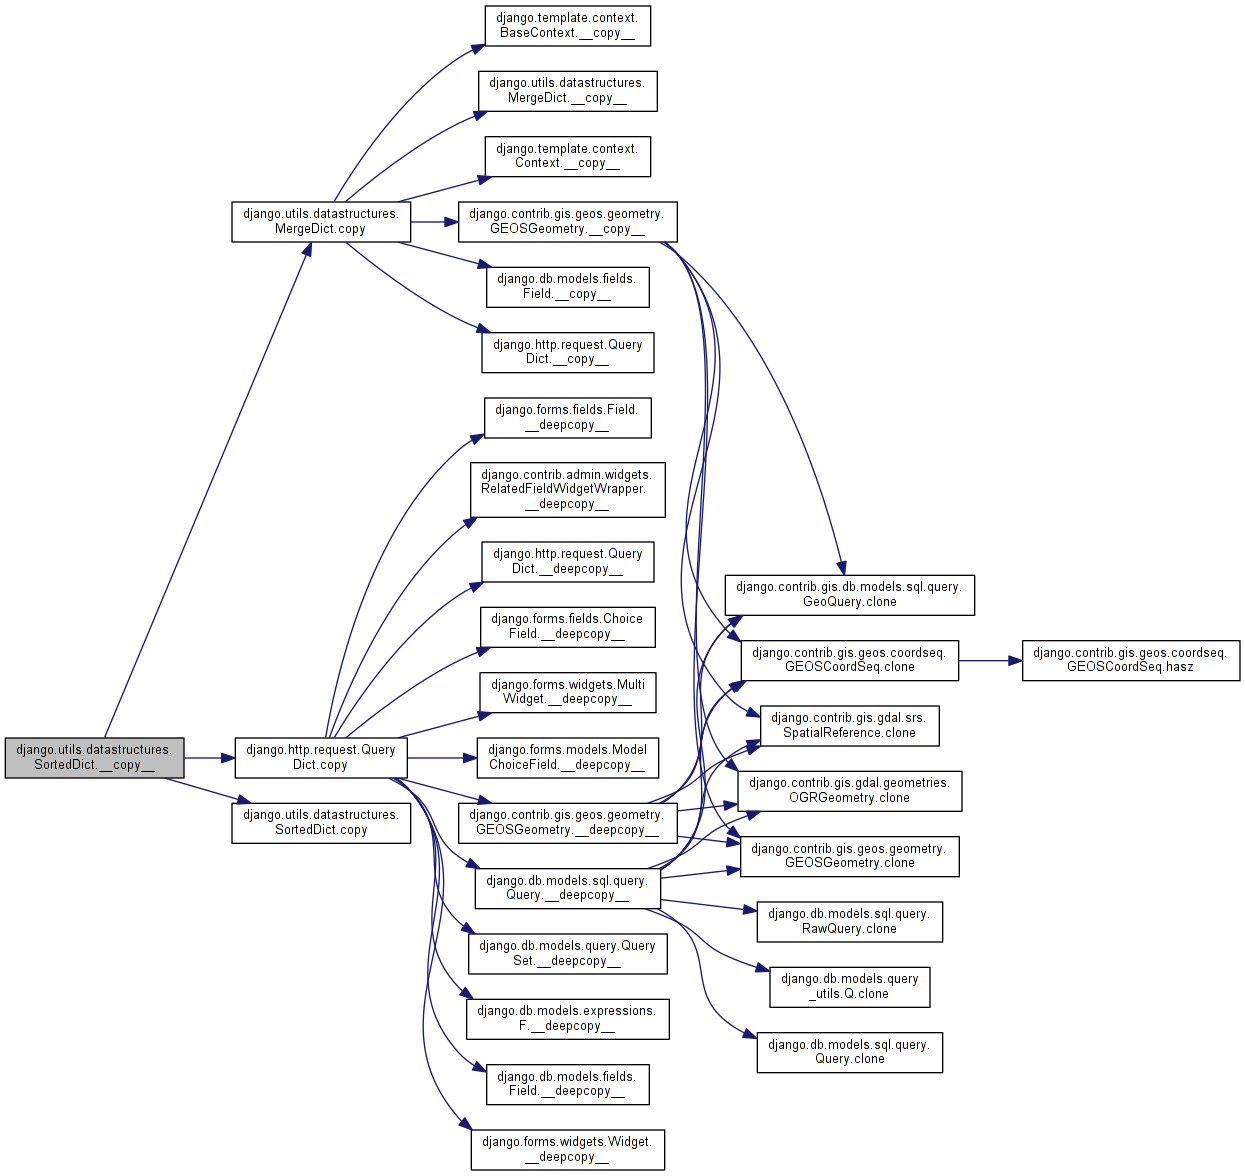 django.template.context.
BaseContext.__copy__
django.utils.datastructures.
MergeDict.__copy__
django.template.context.
Context.__copy__
django.utils.datastructures.
MergeDict.copy
django.contrib.gis.geos.geometry.
GEOSGeometry.__copy__
django.db.models.fields.
Field.__copy__
django.http.request.Query
Dict.__copy__
django.forms.fields.Field.
__deepcopy__
django.contrib.admin.widgets.
RelatedFieldWidgetWrapper.
__deepcopy__
django.http.request.Query
Dict.__deepcopy__
django.contrib.gis.db.models.sql.query.
GeoQuery.clone
django.forms.fields.Choice
Field.__deepcopy__
django.contrib.gis.geos.coordseq.
GEOSCoordSeq.clone
django.contrib.gis.geos.coordseq.
GEOSCoordSeq.hasz
django.forms.widgets.Multi
Widget.__deepcopy__
django.contrib.gis.gdal.srs.
SpatialReference.clone
django.utils.datastructures.
SortedDict.__copy__
django.http.request.Query
Dict.copy
django.forms.models.Model
ChoiceField.__deepcopy__
django.contrib.gis.gdal.geometries.
OGRGeometry.clone
django.utils.datastructures.
SortedDict.copy
django.contrib.gis.geos.geometry.
GEOSGeometry.__deepcopy__
django.contrib.gis.geos.geometry.
GEOSGeometry.clone
django.db.models.sql.query.
Query.__deepcopy__
django.db.models.sql.query.
RawQuery.clone
django.db.models.query.Query
Set.__deepcopy__
django.db.models.query
_utils.Q.clone
django.db.models.expressions.
F.__deepcopy__
django.db.models.sql.query.
Query.clone
django.db.models.fields.
Field.__deepcopy__
django.forms.widgets.Widget.
__deepcopy__